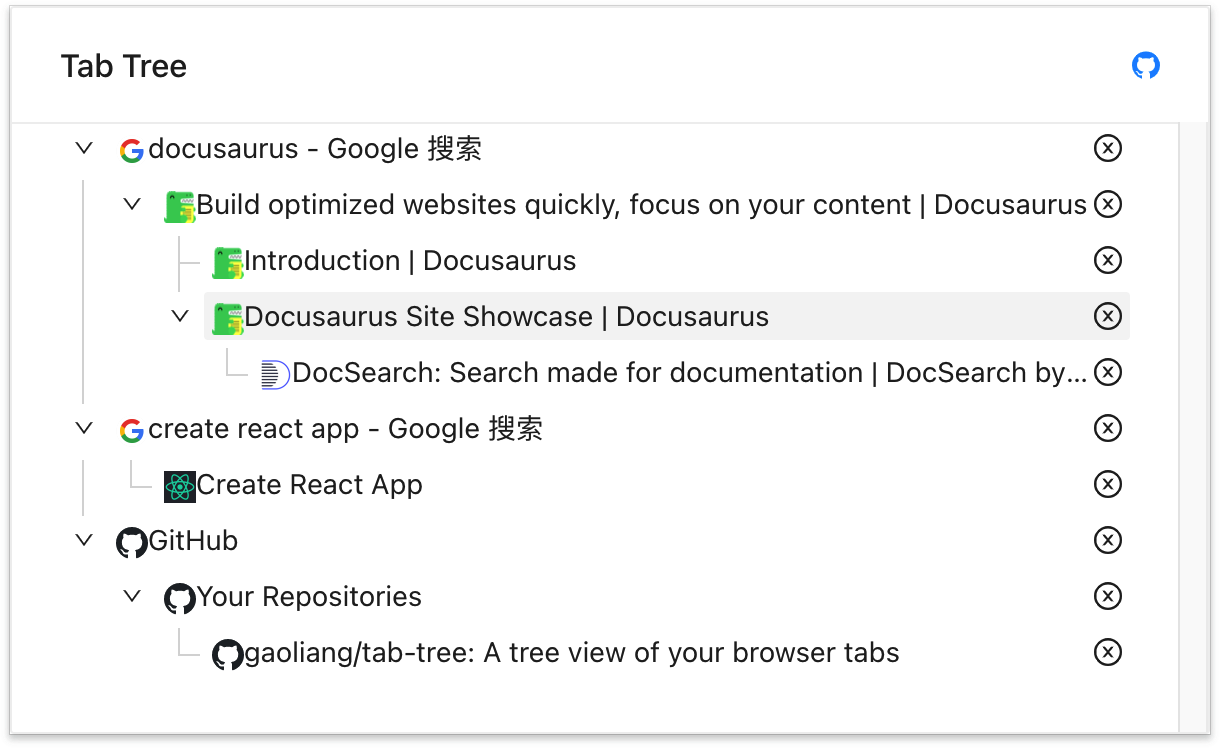 Tab Tree
docusaurus - Google 搜索
Build optimized websites quickly, focus on your content | Docusaurus
Introduction | Docusaurus
Docusaurus Site Showcase | Docusaurus
DocSearch: Search made for documentation | DocSearch by...
create react app - Google 搜索
Create React App
GitHub
Your Repositories
gaoliang/tab-tree: A tree view of your browser tabs